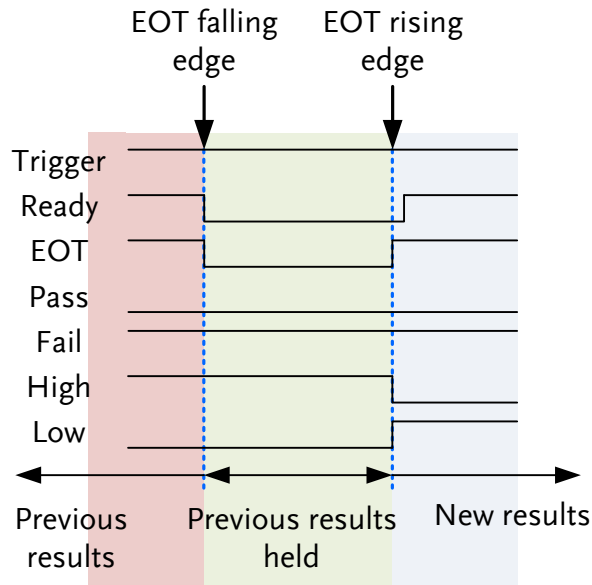 EOT falling
edge
EOT rising
edge
Trigger
Ready
EOT
Pass
Fail
High
Low
Previous
results
Previous results
held
New results